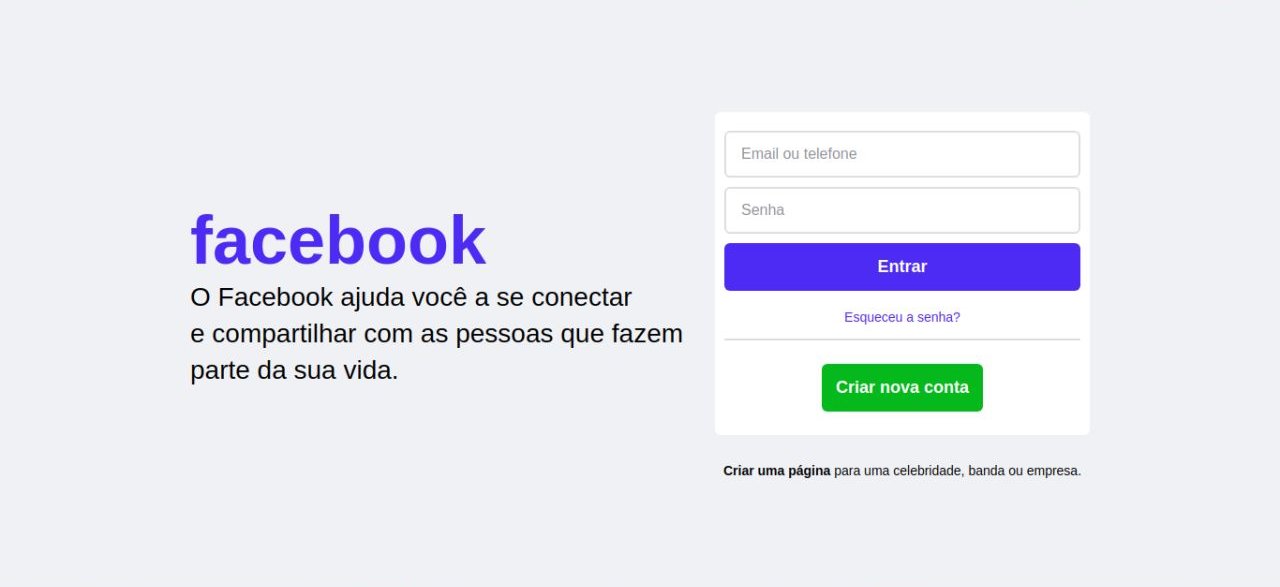 facebook
O Facebook ajuda você a se conectar
e compartilhar com as pessoas que fazem
parte da sua vida.
Email ou telefone
Senha
Entrar
Esqueceu a senha?
Criar nova conta
Criar uma página para uma celebridade, banda ou empresa.